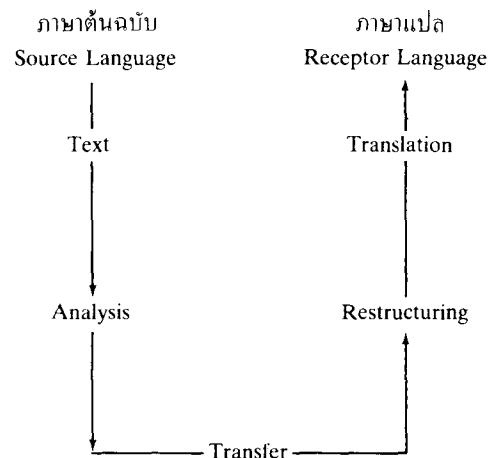 ภาษาต้นฉบับ
Source Language
ภาษาแปล
Receptor Language
Text
Translation
Analysis
Restructuring
Transfer